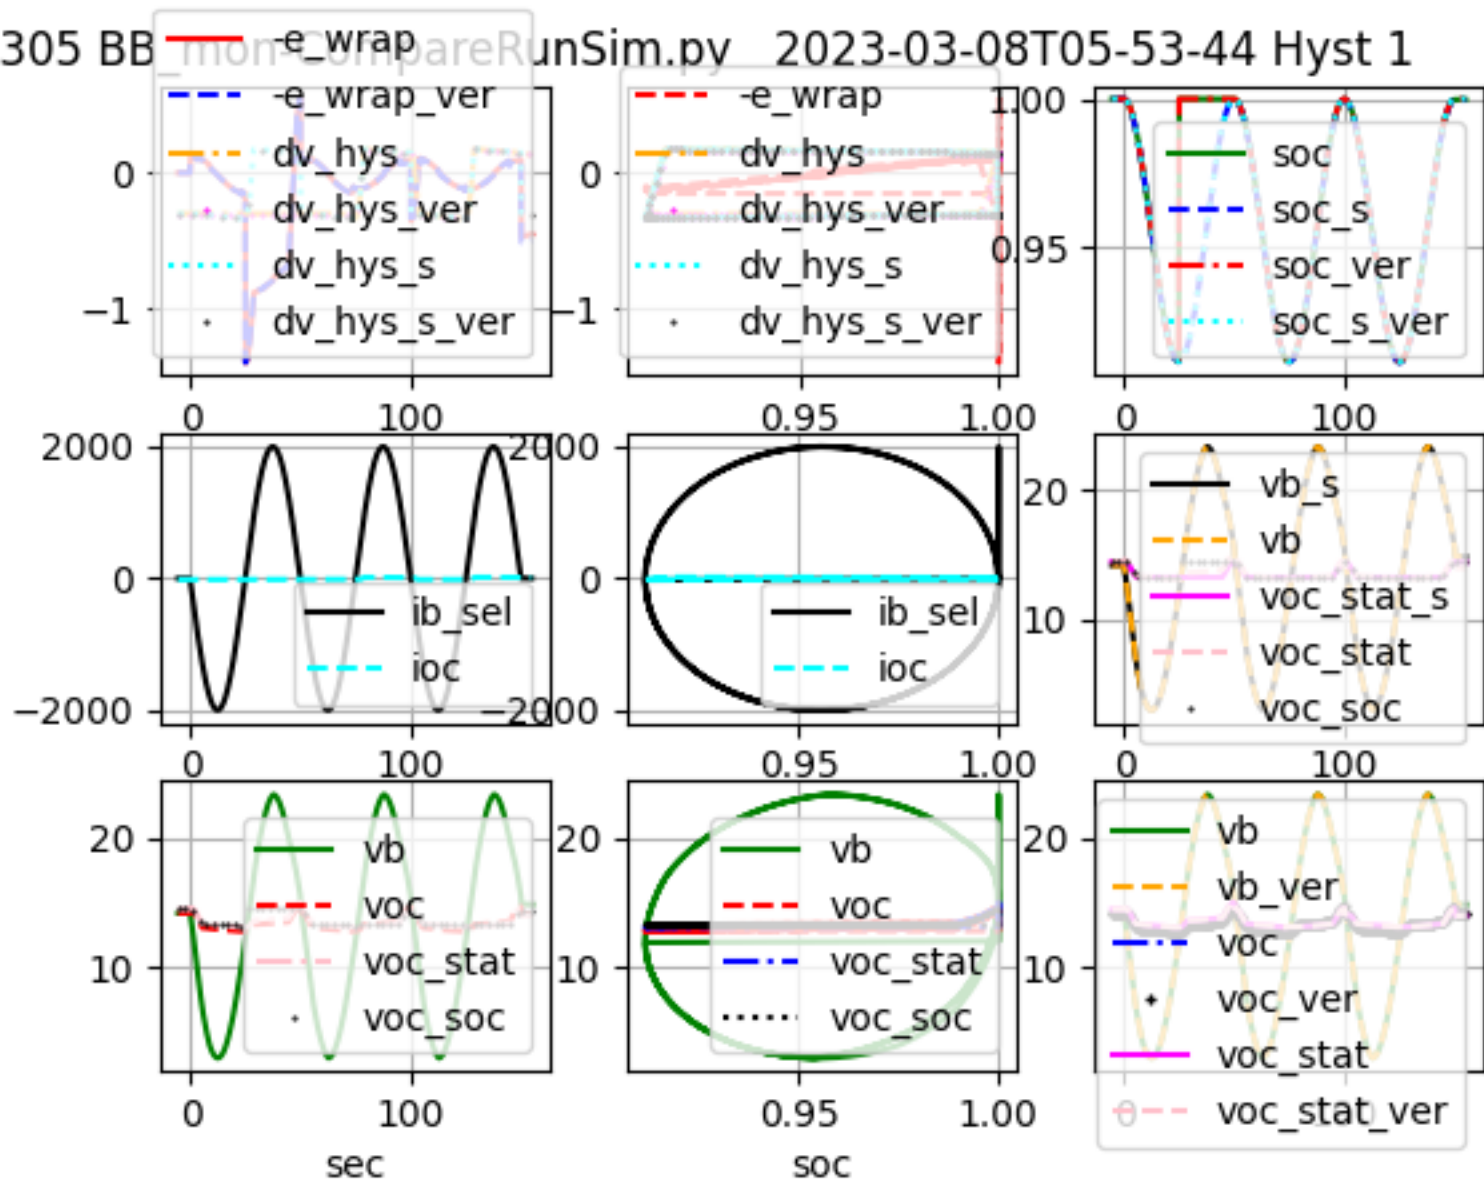 305 BB_mon-CompareRunSim.py 2023-03-08T05-53-44 Hyst 1
-e_wrap
-e_wrap_ver
dv_hys
dv_hys_ver
dv_hys_s
dv_hys_s_ver
0
−1
0
100
-e_wrap
dv_hys
dv_hys_ver
dv_hys_s
dv_hys_s_ver
0
−1
0.95
1.00
soc
soc_s
soc_ver
soc_s_ver
1.00
0.95
0
100
2000
0
−2000
ib_sel
ioc
0
100
2000
0
−2000
ib_sel
ioc
0.95
1.00
20
10
vb_s
vb
voc_stat_s
voc_stat
voc_soc
0
100
20
10
vb
voc
voc_stat
voc_soc
0
100
sec
20
10
vb
voc
voc_stat
voc_soc
0.95
1.00
soc
20
10
vb
vb_ver
voc
voc_ver
voc_stat
voc_stat_ver
0